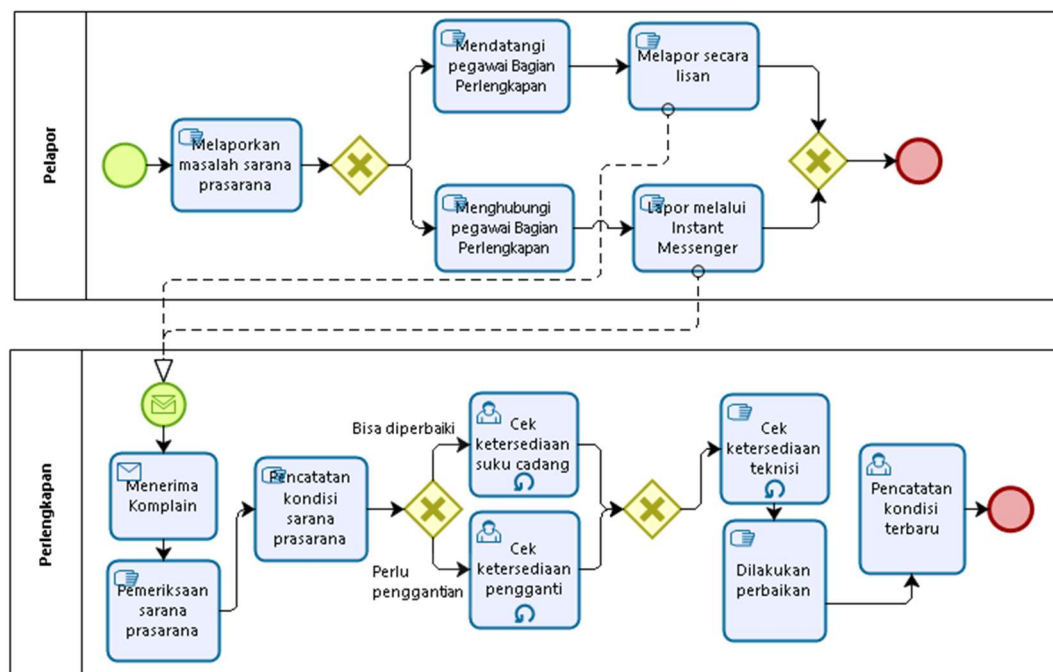 Pelapor
Melaporkan
masalah sarana
prasarana
Mendatangi
pegawai Bagian
Perlengkapan
Melapor secara
lisan
Menghubungi
pegawai Bagian
Perlengkapan
Lapor melalui
Instant
Messenger
Perlengkapan
Menerima
Komplain
Pemeriksaan
sarana
prasarana
Pencatatan
kondisi
sarana
prasarana
Bisa diperbaiki
Perlu
penggantian
Cek
ketersediaan
suku cadang
Cek
ketersediaan
pengganti
Cek
ketersediaan
teknisi
Dilakukan
perbaikan
Pencatatan
kondisi
terbaru